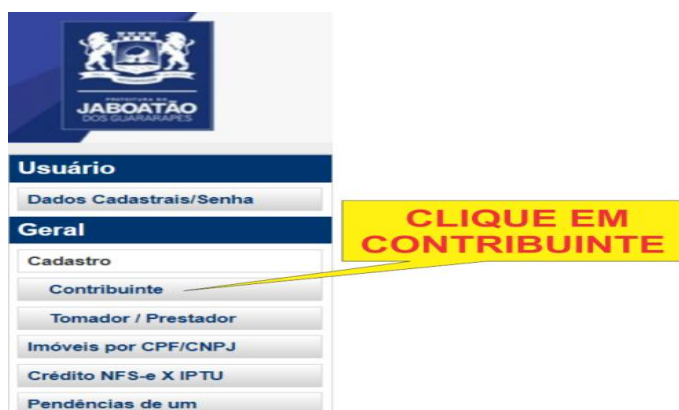 PREFEITURA DO
JABOATÃO
DOS GUARARAPES
Usuário
Dados Cadastrais/Senha
Geral
Cadastro
Contribuinte
Tomador / Prestador
Imóveis por CPF/CNPJ
Crédito NFS-e X IPTU
Pendências de um
CLIQUE EM
CONTRIBUINTE